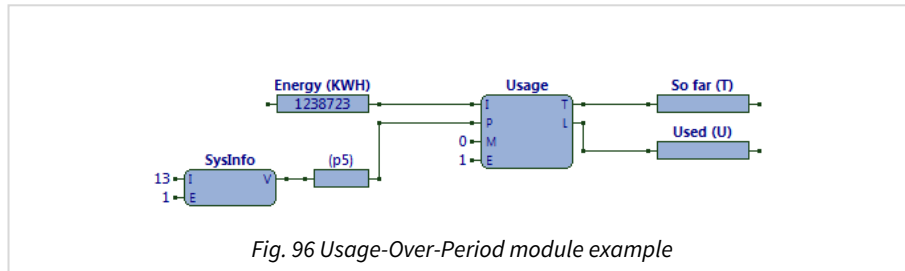 Energy (KWH)
1238723
Usage
I T
P L
0 M
1 E
So far (T)
Used (U)
SysInfo
13 I V
1 E
(p5)
Fig. 96 Usage-Over-Period module example